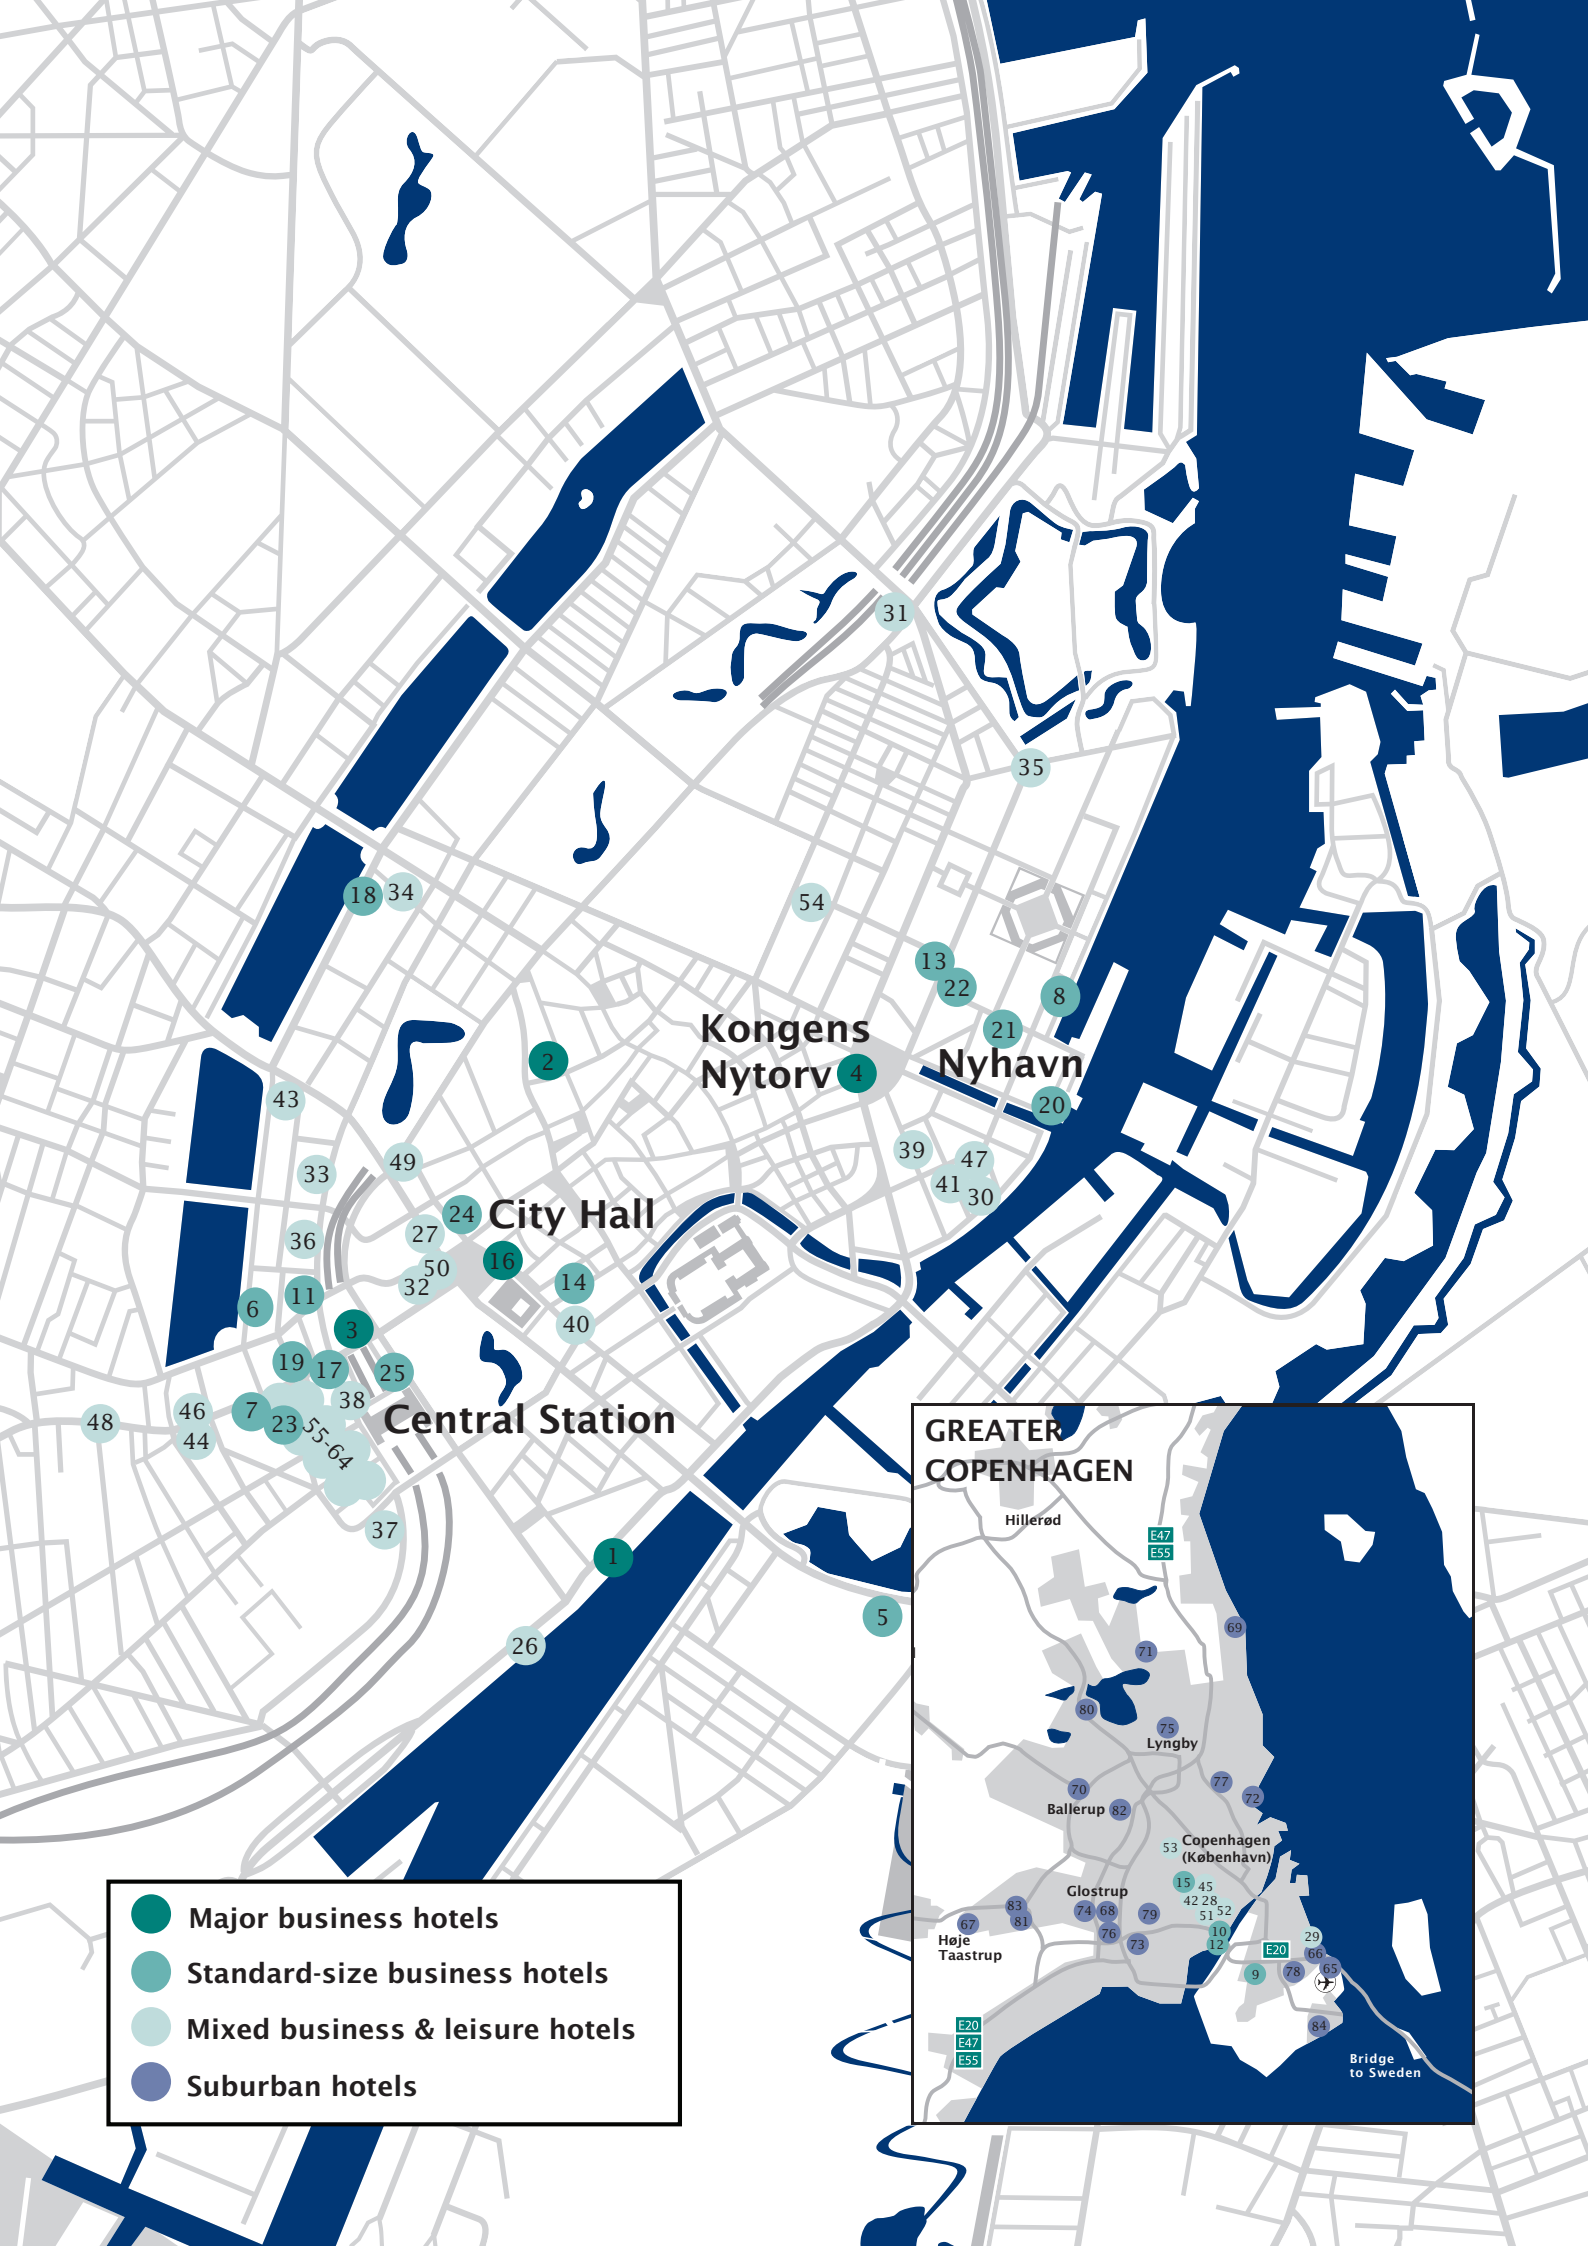 31
35
18
34
54
13
22
8
21
Kongens
Nytorv
4
Nyhavn
2
20
43
39
47
41
30
33
49
24
City Hall
27
36
16
50
32
14
6
11
40
3
19
17
25
38
46
7
23
48
44
55-64
Central Station
37
1
5
26
GREATER
COPENHAGEN
Hillerød
E47
E55
69
71
80
75
Lyngby
70
77
72
Ballerup
82
53
Copenhagen
(København)
15
45
Glostrup
42
28
83
74
68
79
51
52
67
81
76
10
29
Høje
Taastrup
73
12
E20
66
9
78
65
84
E20
E47
E55
Bridge
to Sweden
Major business hotels
Standard-size business hotels
Mixed business & leisure hotels
Suburban hotels